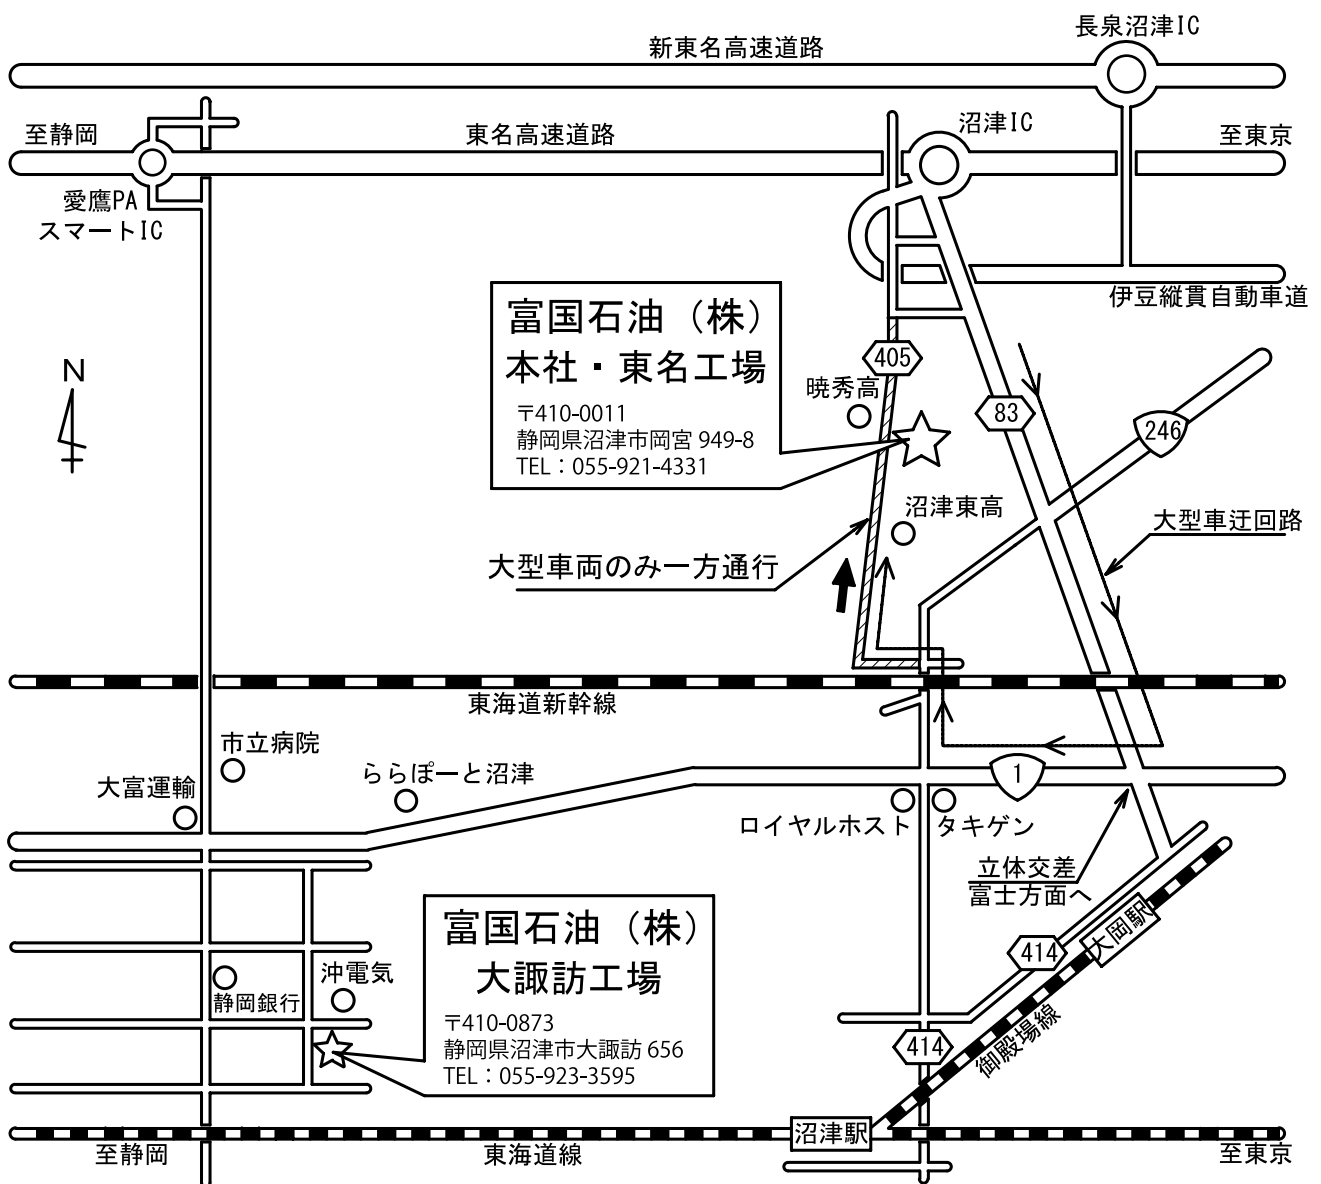 長泉沼津IC
新東名高速道路
沼津IC
至静岡
東名高速道路
至東京
愛鷹PA
スマートIC
伊豆縦貫自動車道
富国石油（株）
本社・東名工場
〒410-0011
静岡県沼津市岡宮 949-8
TEL：055-921-4331
405
暁秀高
83
246
N
沼津東高
大型車迂回路
大型車両のみ一方通行
東海道新幹線
市立病院
ららぽーと沼津
1
大富運輸
ロイヤルホスト
タキゲン
立体交差
富士方面へ
富国石油（株）
大諏訪工場
〒410-0873
静岡県沼津市大諏訪 656
TEL：055-923-3595
大岡駅
414
沖電気
静岡銀行
414
御殿場線
沼津駅
至静岡
東海道線
至東京